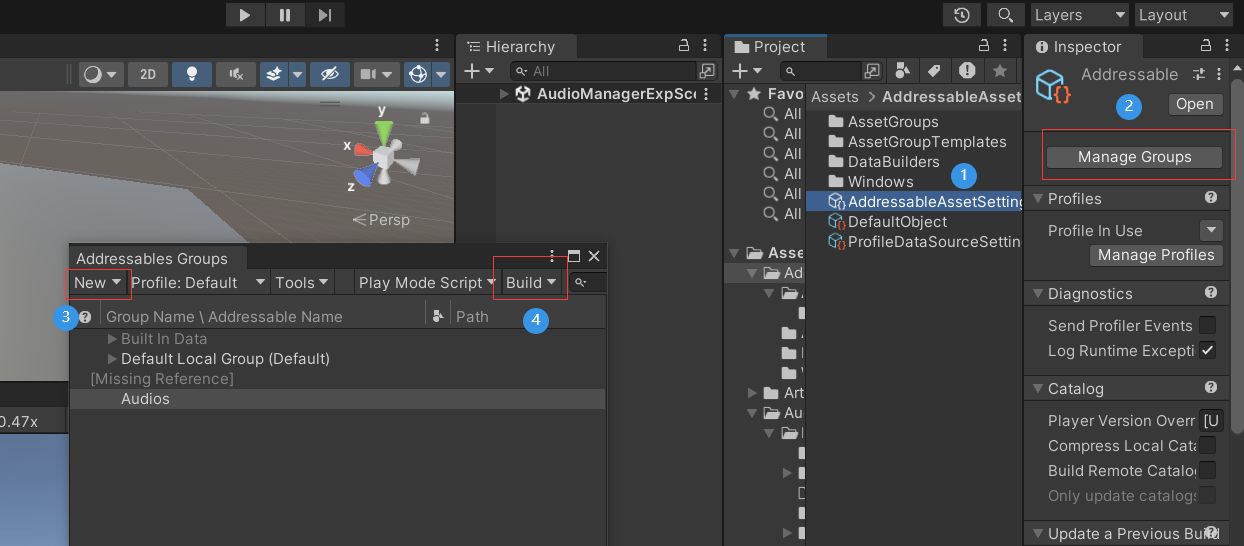 Layers
Layout
Hierarchy
Project
Inspector
2D
All
AudioManagerExpSce
Favo
All
All
All
All
All
All
Assets > AddressableAsset
AssetGroups
AssetGroupTemplates
DataBuilders
Windows
1
AddressableAssetSetting
DefaultObject
ProfileDataSourceSettin
Addressable
2
Open
Manage Groups
Profiles
Profile In Use
Manage Profiles
Diagnostics
Send Profiler Events
Log Runtime Excepti
Catalog
Player Version Overr
[U
Compress Local Cata
Build Remote Catalog
Only update catalogs
Update a Previous Build
y
x
z
Persp
Asse
Ad
Art
Au
Addressables Groups
New
Profile: Default
Tools
Play Mode Script
Build
3
Group Name \ Addressable Name
Path
4
Built In Data
Default Local Group (Default)
[Missing Reference]
Audios
0.47x